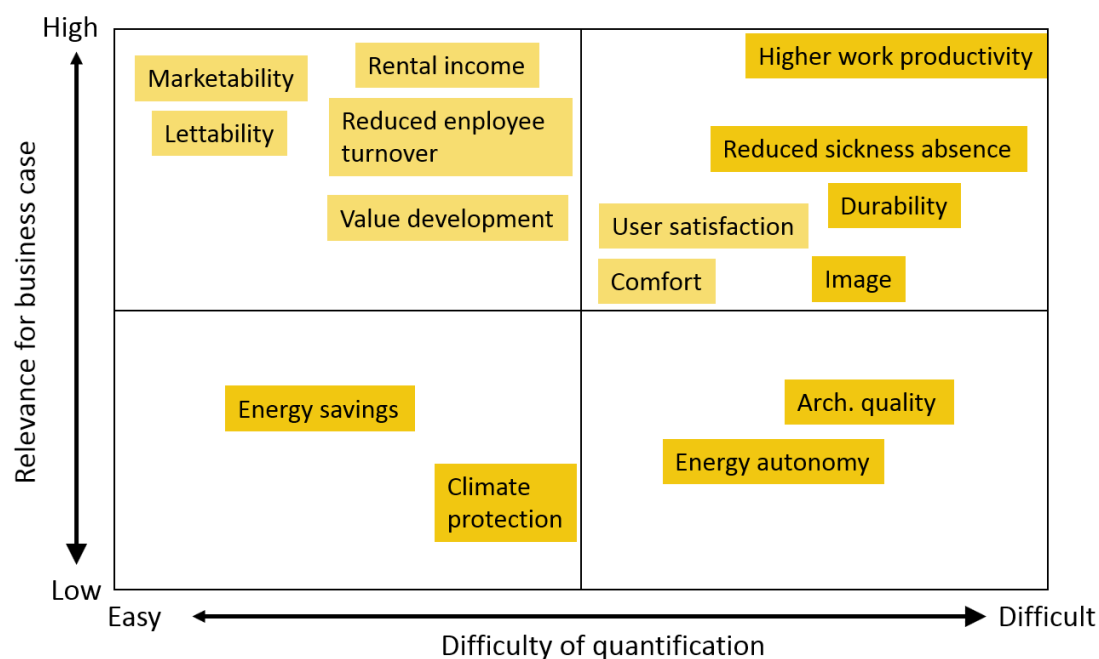 High
Marketability
Rental income
Higher work productivity
Lettability
Reduced enployee
turnover
Reduced sickness absence
Value development
Durability
User satisfaction
Comfort
Image
Relevance for business case
Energy savings
Arch. quality
Energy autonomy
Climate
protection
Low
Easy
Difficult
Difficulty of quantification